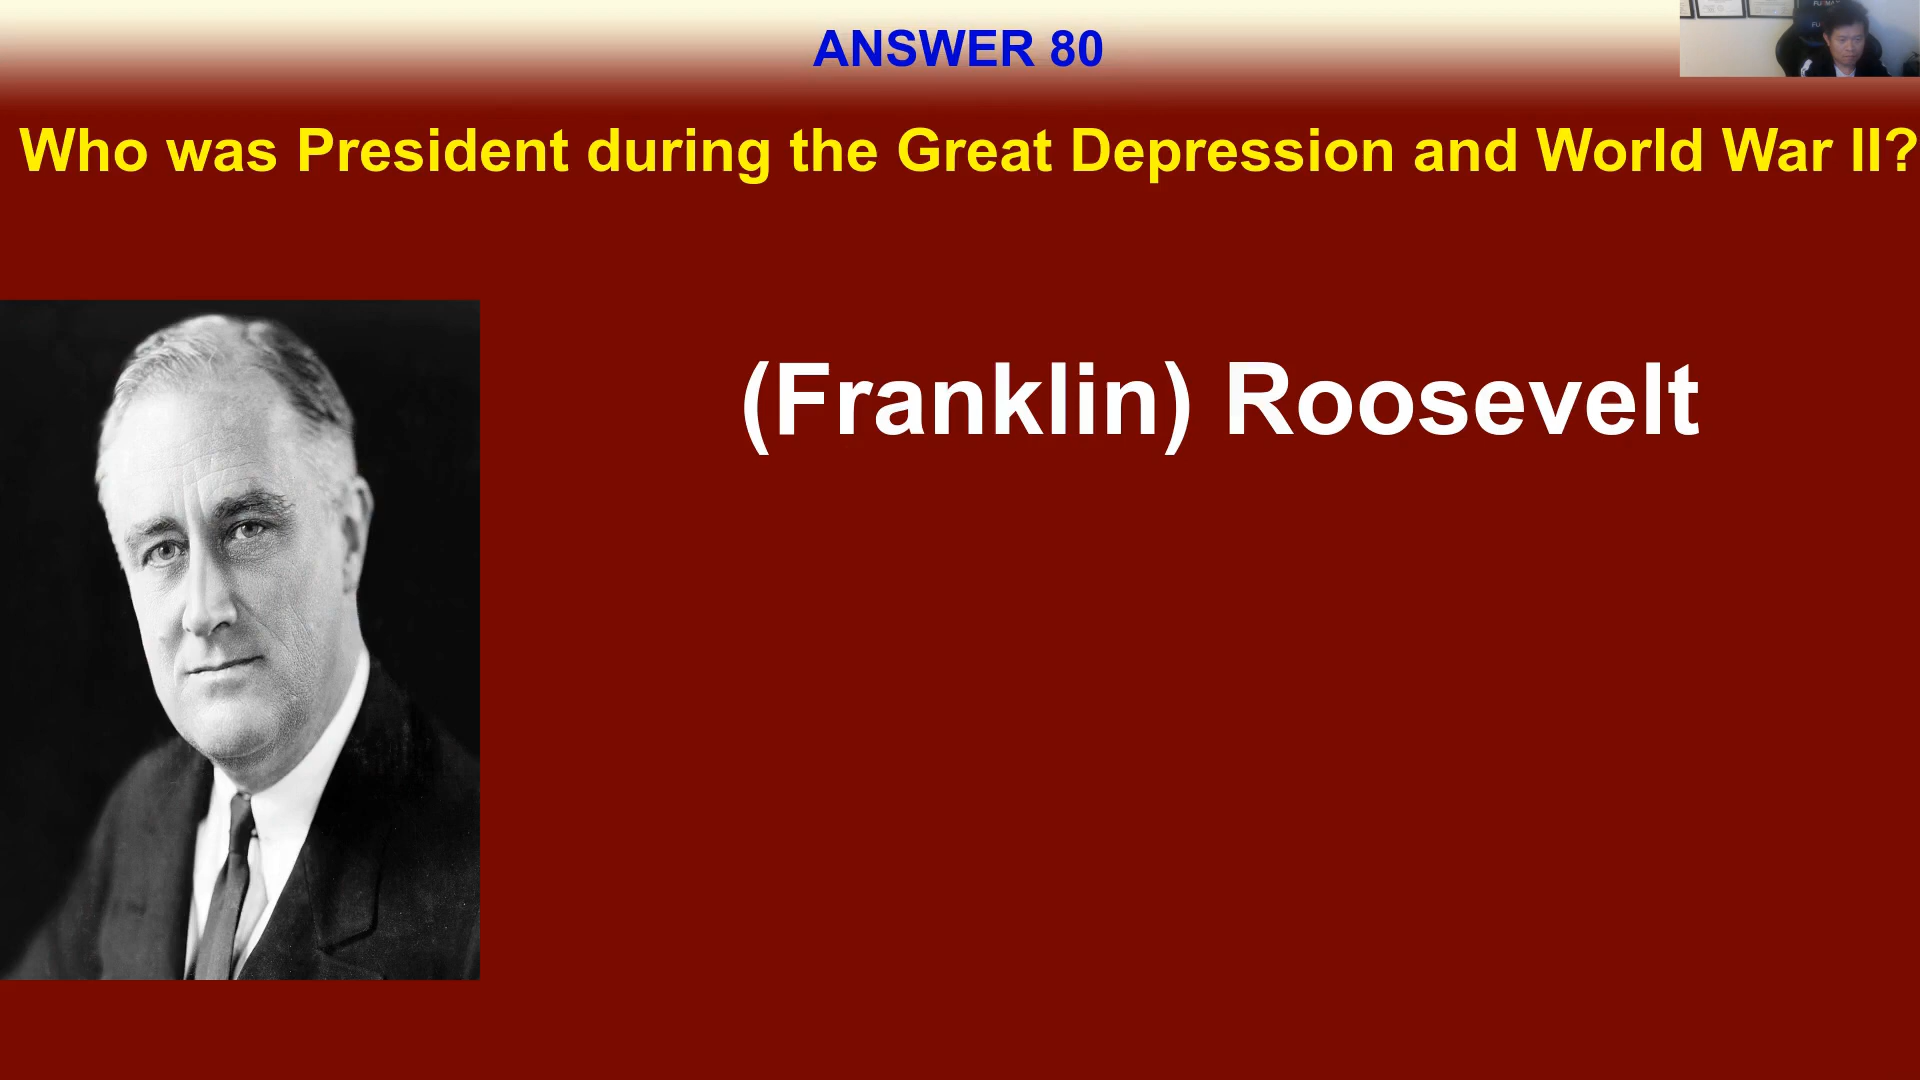 ANSWER 80
Who was President during the Great Depression and World War II?
(Franklin) Roosevelt